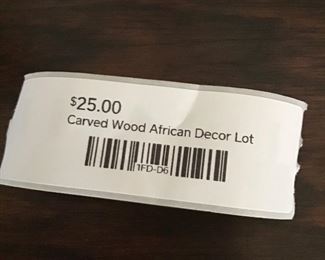 $25.00
Carved Wood African Decor Lot
1FD-D6